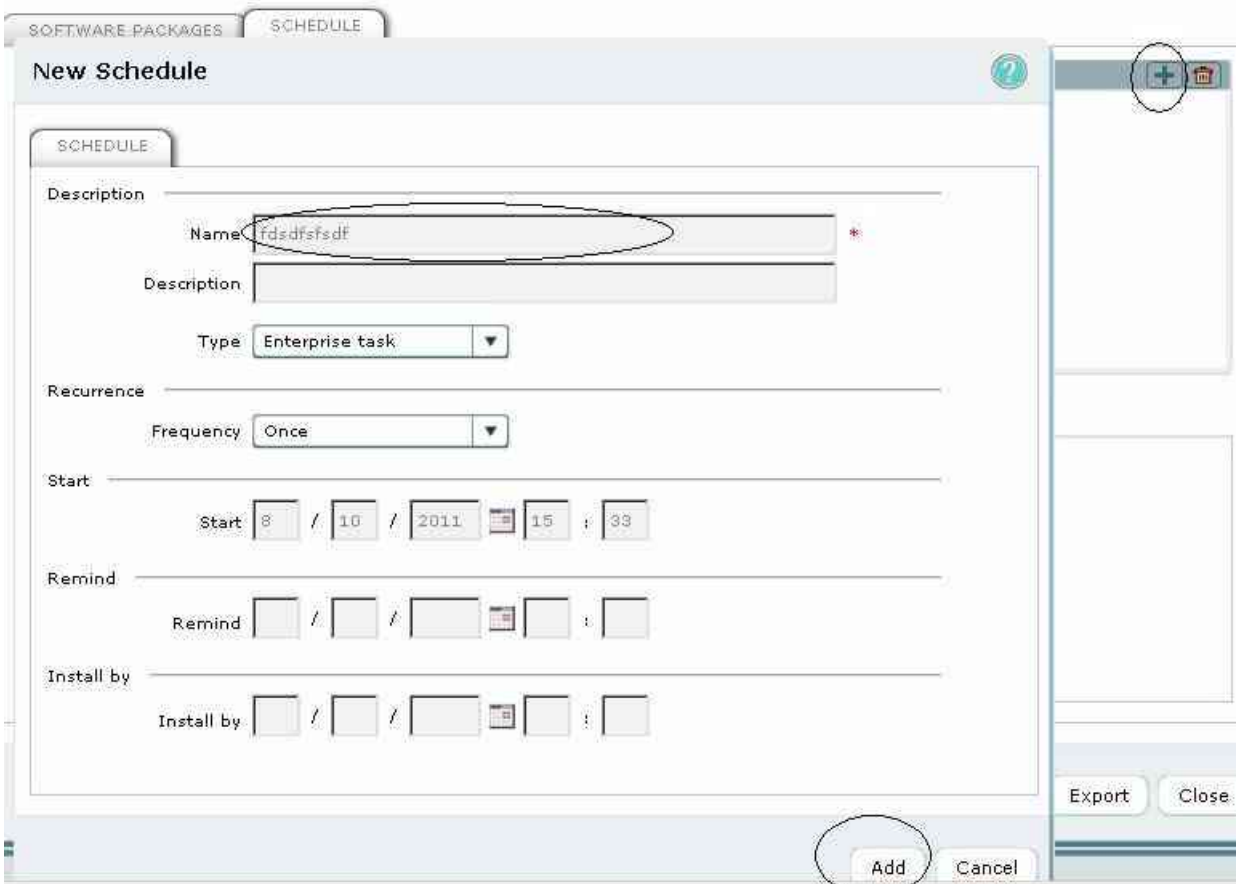 SOFTWARE PACKAGES SCHEDULE
New Schedule ?
SCHEDULE
Description
Name fdsdfsfsdf *
Description
Type Enterprise task
Recurrence
Frequency Once
Start
Start 8 / 10 / 2011 15 : 33
Remind
Remind / / :
Install by
Install by / / :
Export Close
Add Cancel